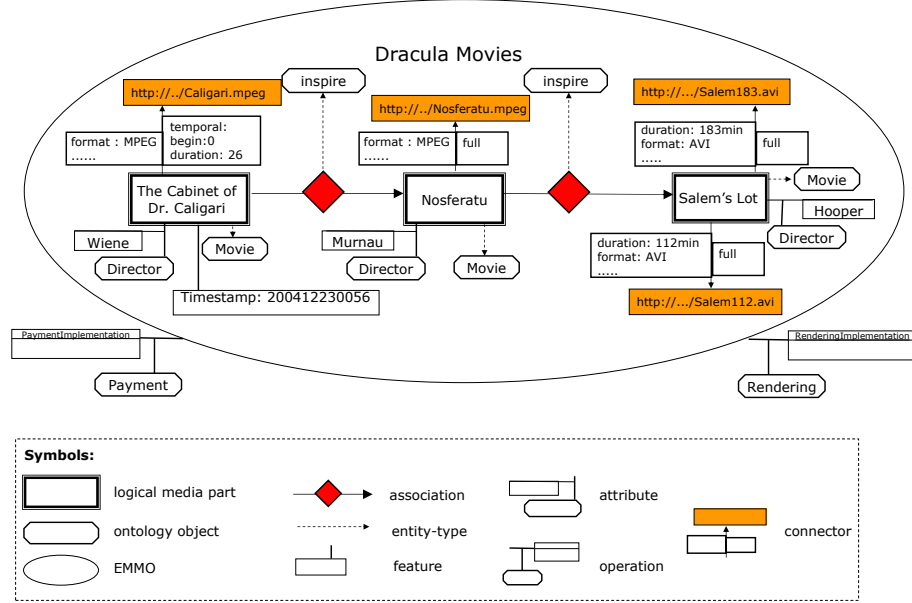 Dracula Movies
inspire
inspire
http://../Caligari.mpeg
http://.../Nosferatu.mpeg
http://.../Salem183.avi
format : MPEG
......
temporal:
begin:0
duration: 26
format : MPEG
......
full
duration: 183min
format: AVI
.....
full
The Cabinet of
Dr. Caligari
Nosferatu
Salem's Lot
Movie
Hooper
Director
Wiene
Director
Movie
Murnau
Director
Movie
duration: 112min
format: AVI
.....
full
Timestamp: 200412230056
http://.../Salem112.avi
PaymentImplementation
Payment
RenderingImplementation
Rendering
Symbols:
logical media part
association
attribute
ontology object
entity-type
connector
EMMO
feature
operation